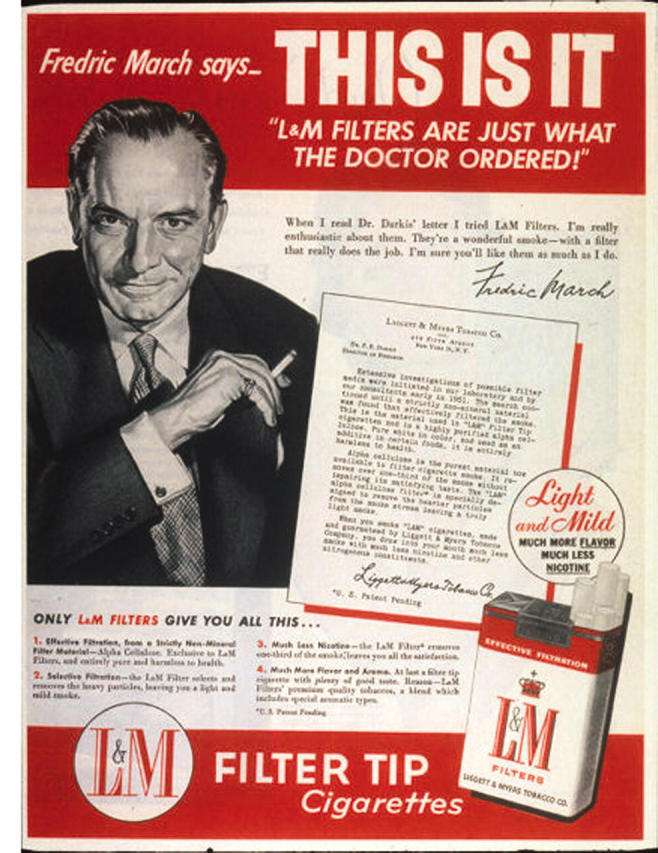 Fredric March says—
THIS IS IT
"L&M FILTERS ARE JUST WHAT
THE DOCTOR ORDERED!"
When I read Dr. Darkis' letter I tried L&M Filters. I'm really
enthusiastic about them. They're a wonderful smoke—with a filter
that really does the job. I'm sure you'll like them as much as I do.
Fredric March
LIGGETT & MYERS TOBACCO CO.
FIFTH AVENUE
NEW YORK N.Y.
DR. F. R. DARKIS
DIRECTOR OF RESEARCH
Extensive investigations of possible filter
media were initiated in our laboratory and by
our consultants early in 1951. The search con-
tinued until a strictly non-mineral material
was found that effectively filtered the smoke.
This is the material used in "L&M" Filter Tip
cigarettes and is a highly purified alpha cel-
lulose. Pure white in color, and used as an
additive in certain foods, it is entirely
harmless to health.
Alpha cellulose is the purest material now
available to filter cigarette smoke. It re-
moves over one-third of the smoke without
impairing its satisfying taste. The "L&M"
alpha cellulose filter* is specially de-
signed to remove the heavier particles
from the smoke stream leaving a truly
light smoke.
When you smoke "L&M" cigarettes, made
and guaranteed by Liggett & Myers Tobacco
Company, you draw into your mouth much less
smoke with much less nicotine and other
nitrogenous constituents.
Liggett & Myers Tobacco Co.
*U. S. Patent Pending
Light
and Mild
MUCH MORE FLAVOR
MUCH LESS
NICOTINE
ONLY L&M FILTERS GIVE YOU ALL THIS...
1. Effective Filtration, from a Strictly Non-Mineral
Filter Material—Alpha Cellulose. Exclusive to L&M
Filters, and entirely pure and harmless to health.
2. Selective Filtration—the L&M Filter selects and
removes the heavy particles, leaving you a light and
mild smoke.
3. Much Less Nicotine—the L&M Filter* removes
one-third of the smoke, leaves you all the satisfaction.
4. Much More Flavor and Aroma. At last a filter tip
cigarette with plenty of good taste. Reason—L&M
Filters' premium quality tobaccos, a blend which
includes special aromatic types.
*U. S. Patent Pending
EFFECTIVE FILTRATION
L&M
FILTERS
LIGGETT & MYERS TOBACCO CO.
L&M
FILTER TIP
Cigarettes